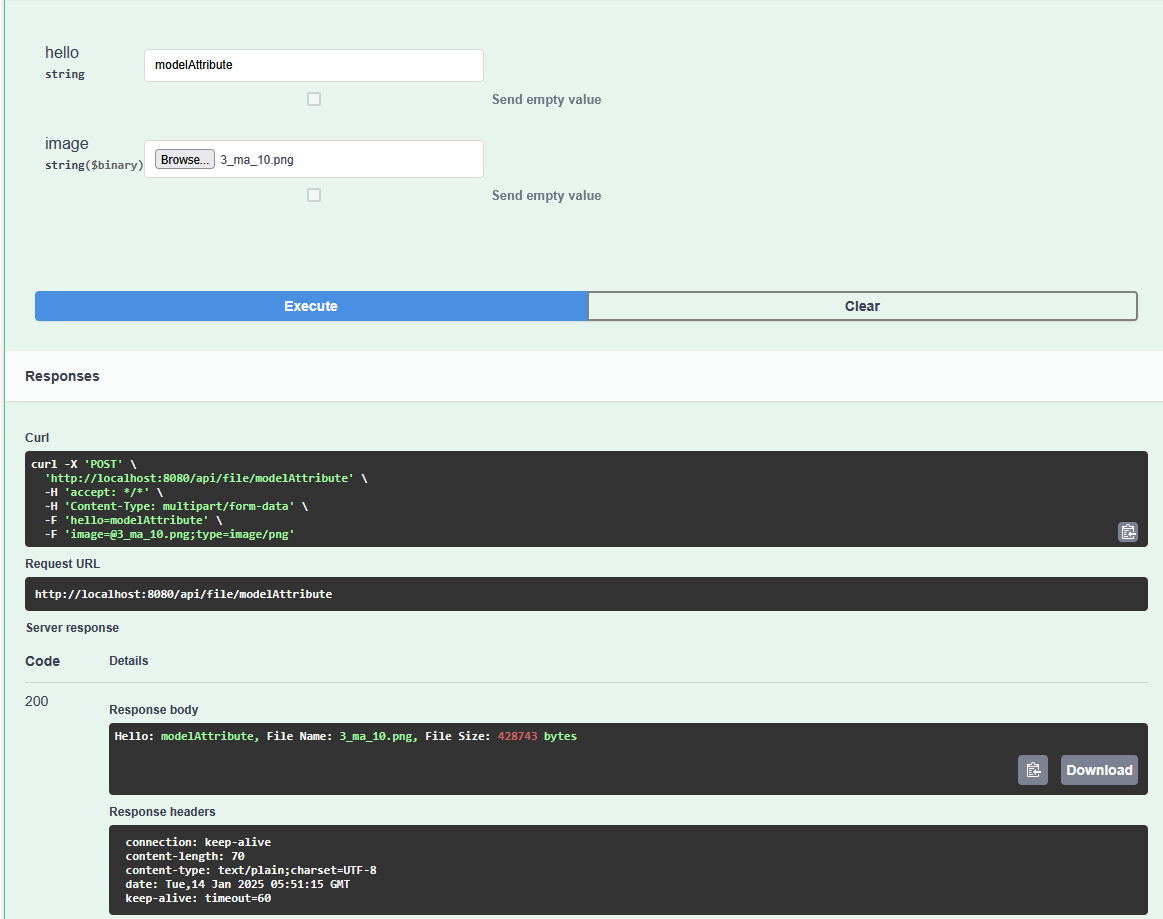 hello
string
modelAttribute
Send empty value
image
string($binary)
Browse... 3_ma_10.png
Send empty value
Execute Clear
Responses
Curl
curl -X 'POST' \
'http://localhost:8080/api/file/modelAttribute' \
-H 'accept: */*' \
-H 'Content-Type: multipart/form-data' \
-F 'hello=modelAttribute' \
-F 'image=@3_ma_10.png;type=image/png'
Request URL
http://localhost:8080/api/file/modelAttribute
Server response
Code Details
200
Response body
Hello: modelAttribute, File Name: 3_ma_10.png, File Size: 428743 bytes
Download
Response headers
connection: keep-alive
content-length: 70
content-type: text/plain;charset=UTF-8
date: Tue,14 Jan 2025 05:51:15 GMT
keep-alive: timeout=60